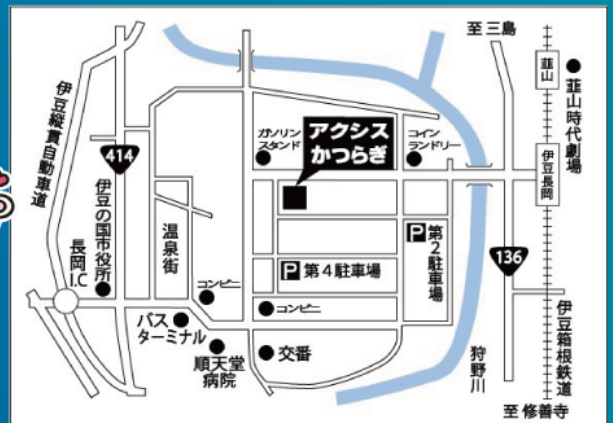 至 三島
韮山
韮山時代劇場
伊豆縦貫自動車道
414
ガソリン
スタンド
アクシス
かつらぎ
コイン
ランドリー
伊豆長岡
伊豆の国市役所
温泉街
長岡
I.C
P 第2駐車場
136
コンビニ
P 第4駐車場
コンビニ
バス
ターミナル
順天堂
病院
交番
狩野川
伊豆箱根鉄道
至 修善寺